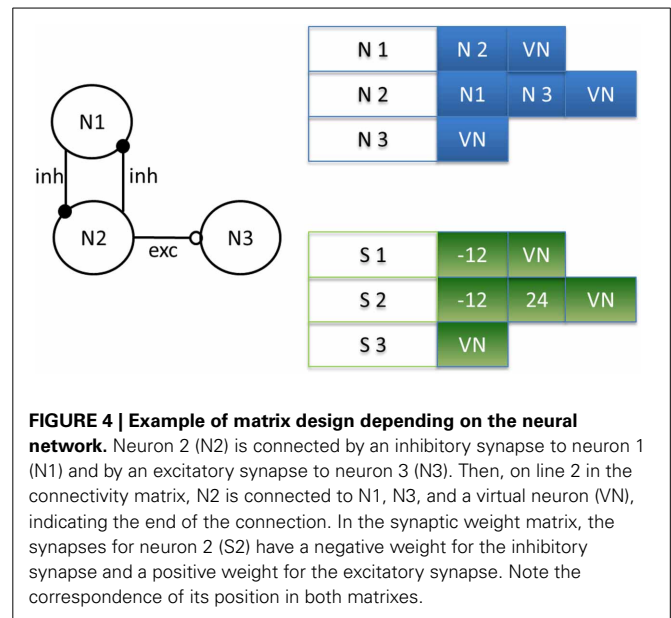 N1
inh
inh
N2
exc
N3
N 1 N 2 VN
N 2 N1 N 3 VN
N 3 VN
S 1 -12 VN
S 2 -12 24 VN
S 3 VN
FIGURE 4 | Example of matrix design depending on the neural
network. Neuron 2 (N2) is connected by an inhibitory synapse to neuron 1
(N1) and by an excitatory synapse to neuron 3 (N3). Then, on line 2 in the
connectivity matrix, N2 is connected to N1, N3, and a virtual neuron (VN),
indicating the end of the connection. In the synaptic weight matrix, the
synapses for neuron 2 (S2) have a negative weight for the inhibitory
synapse and a positive weight for the excitatory synapse. Note the
correspondence of its position in both matrixes.